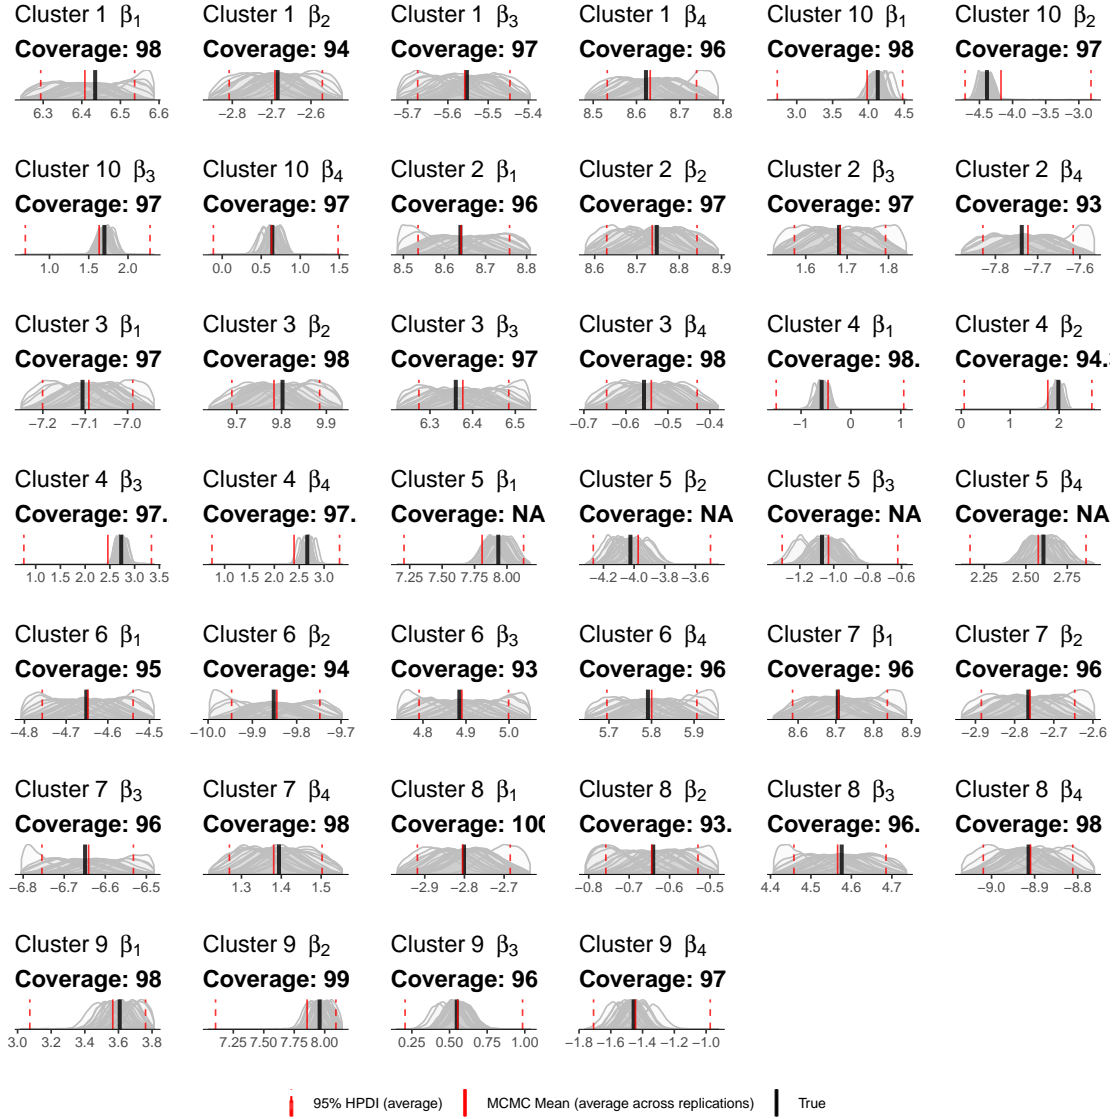 Cluster 1 β1 Cluster 1 β2 Cluster 1 β3 Cluster 1 β4 Cluster 10 β1 Cluster 10 β2
Coverage: 98 Coverage: 94 Coverage: 97 Coverage: 96 Coverage: 98 Coverage: 97
6.3 6.4 6.5 6.6 −2.8 −2.7 −2.6 −5.7 −5.6 −5.5 −5.4 8.5 8.6 8.7 8.8 3.0 3.5 4.0 4.5 −4.5 −4.0 −3.5 −3.0
Cluster 10 β3 Cluster 10 β4 Cluster 2 β1 Cluster 2 β2 Cluster 2 β3 Cluster 2 β4
Coverage: 97 Coverage: 97 Coverage: 96 Coverage: 97 Coverage: 97 Coverage: 93
1.0 1.5 2.0 0.0 0.5 1.0 1.5 8.5 8.6 8.7 8.8 8.6 8.7 8.8 8.9 1.6 1.7 1.8 −7.8 −7.7 −7.6
Cluster 3 β1 Cluster 3 β2 Cluster 3 β3 Cluster 3 β4 Cluster 4 β1 Cluster 4 β2
Coverage: 97 Coverage: 98 Coverage: 97 Coverage: 98 Coverage: 98. Coverage: 94.
−7.2 −7.1 −7.0 9.7 9.8 9.9 6.3 6.4 6.5 −0.7 −0.6 −0.5 −0.4 −1 0 1 0 1 2
Cluster 4 β3 Cluster 4 β4 Cluster 5 β1 Cluster 5 β2 Cluster 5 β3 Cluster 5 β4
Coverage: 97. Coverage: 97. Coverage: NA Coverage: NA Coverage: NA Coverage: NA
1.0 1.5 2.0 2.5 3.0 3.5 1.0 1.5 2.0 2.5 3.0 7.25 7.50 7.75 8.00 −4.2 −4.0 −3.8 −3.6 −1.2 −1.0 −0.8 −0.6 2.25 2.50 2.75
Cluster 6 β1 Cluster 6 β2 Cluster 6 β3 Cluster 6 β4 Cluster 7 β1 Cluster 7 β2
Coverage: 95 Coverage: 94 Coverage: 93 Coverage: 96 Coverage: 96 Coverage: 96
−4.8 −4.7 −4.6 −4.5 −10.0 −9.9 −9.8 −9.7 4.8 4.9 5.0 5.7 5.8 5.9 8.6 8.7 8.8 8.9 −2.9 −2.8 −2.7 −2.6
Cluster 7 β3 Cluster 7 β4 Cluster 8 β1 Cluster 8 β2 Cluster 8 β3 Cluster 8 β4
Coverage: 96 Coverage: 98 Coverage: 100 Coverage: 93. Coverage: 96. Coverage: 98
−6.8 −6.7 −6.6 −6.5 1.3 1.4 1.5 −2.9 −2.8 −2.7 −0.8 −0.7 −0.6 −0.5 4.4 4.5 4.6 4.7 −9.0 −8.9 −8.8
Cluster 9 β1 Cluster 9 β2 Cluster 9 β3 Cluster 9 β4
Coverage: 98 Coverage: 99 Coverage: 96 Coverage: 97
3.0 3.2 3.4 3.6 3.8 7.25 7.50 7.75 8.00 0.25 0.50 0.75 1.00 −1.8 −1.6 −1.4 −1.2 −1.0
95% HPDI (average) MCMC Mean (average across replications) True